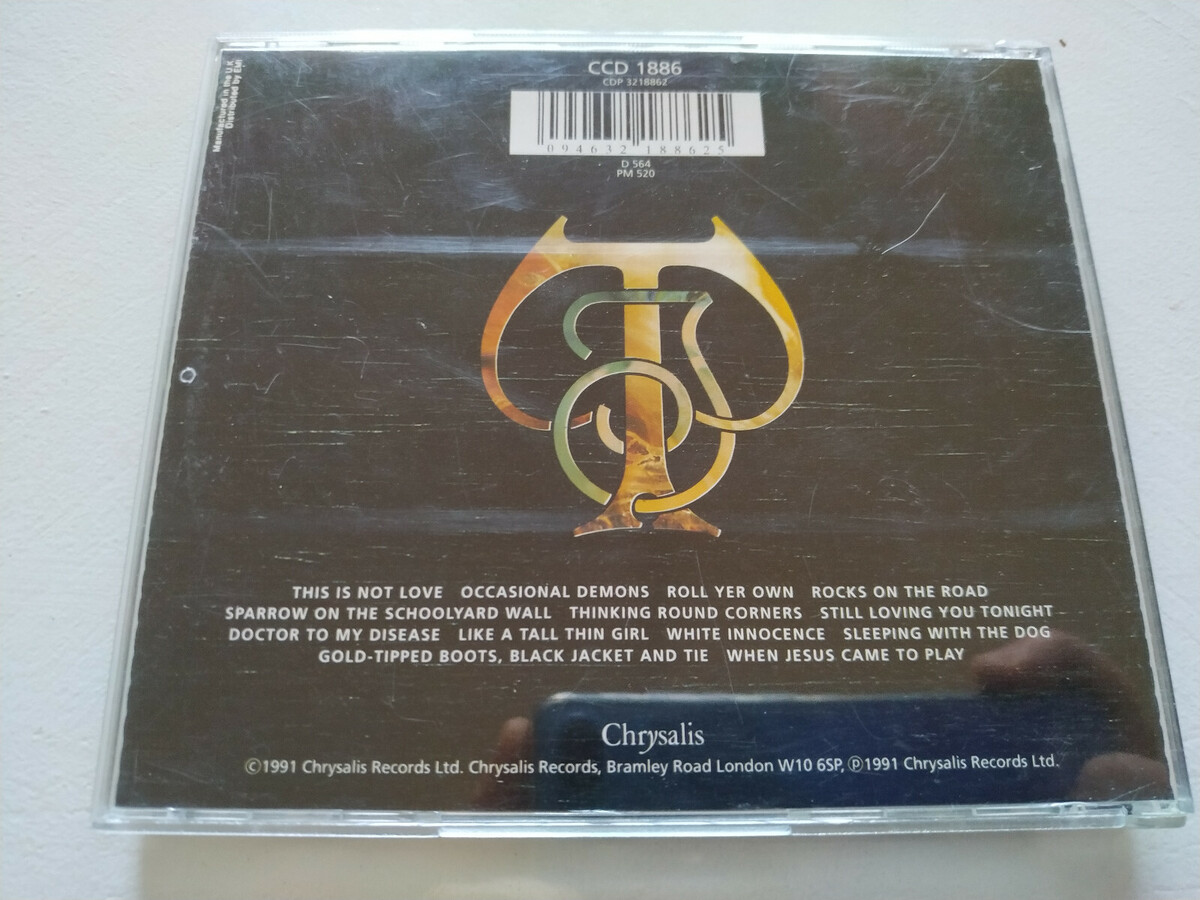 Manufactured in the U.K.
Distributed by EMI
CCD 1886
CDP 3218862
0 94632 18862 5
D 564
PM 520
THIS IS NOT LOVE OCCASIONAL DEMONS ROLL YER OWN ROCKS ON THE ROAD
SPARROW ON THE SCHOOLYARD WALL THINKING ROUND CORNERS STILL LOVING YOU TONIGHT
DOCTOR TO MY DISEASE LIKE A TALL THIN GIRL WHITE INNOCENCE SLEEPING WITH THE DOG
GOLD-TIPPED BOOTS, BLACK JACKET AND TIE WHEN JESUS CAME TO PLAY
Chrysalis
©1991 Chrysalis Records Ltd. Chrysalis Records, Bramley Road London W10 6SP, ℗1991 Chrysalis Records Ltd.